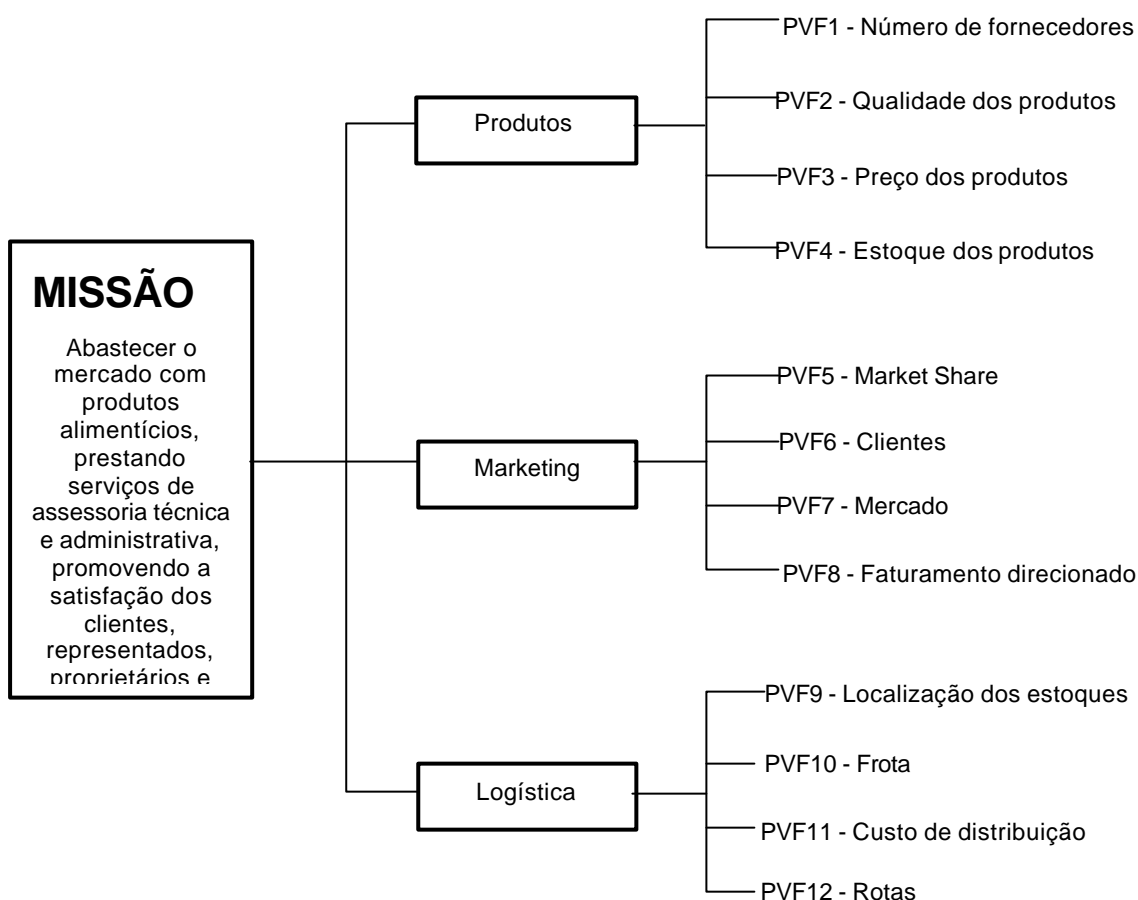 MISSÃO
Abastecer o
mercado com
produtos
alimentícios,
prestando
serviços de
assessoria técnica
e administrativa,
promovendo a
satisfação dos
clientes,
representados,
proprietários e
Produtos
PVF1 - Número de fornecedores
PVF2 - Qualidade dos produtos
PVF3 - Preço dos produtos
PVF4 - Estoque dos produtos
Marketing
PVF5 - Market Share
PVF6 - Clientes
PVF7 - Mercado
PVF8 - Faturamento direcionado
Logística
PVF9 - Localização dos estoques
PVF10 - Frota
PVF11 - Custo de distribuição
PVF12 - Rotas